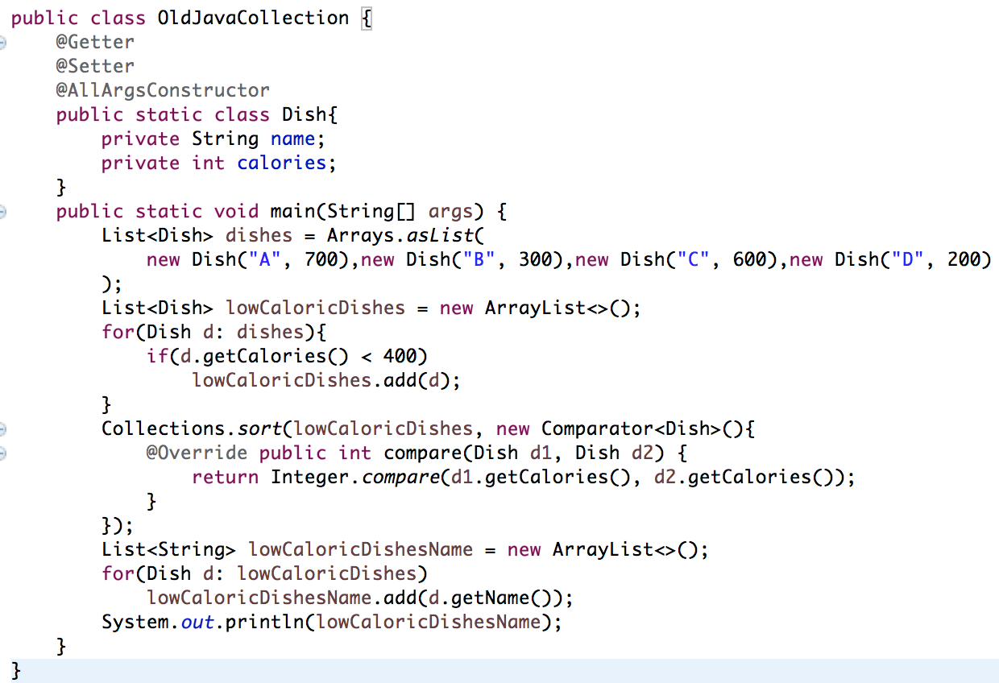 public class OldJavaCollection {
    @Getter
    @Setter
    @AllArgsConstructor
    public static class Dish{
        private String name;
        private int calories;
    }
    public static void main(String[] args) {
        List<Dish> dishes = Arrays.asList(
            new Dish("A", 700),new Dish("B", 300),new Dish("C", 600),new Dish("D", 200)
        );
        List<Dish> lowCaloricDishes = new ArrayList<>();
        for(Dish d: dishes){
            if(d.getCalories() < 400)
                lowCaloricDishes.add(d);
        }
        Collections.sort(lowCaloricDishes, new Comparator<Dish>(){
            @Override public int compare(Dish d1, Dish d2) {
                return Integer.compare(d1.getCalories(), d2.getCalories());
            }
        });
        List<String> lowCaloricDishesName = new ArrayList<>();
        for(Dish d: lowCaloricDishes)
            lowCaloricDishesName.add(d.getName());
        System.out.println(lowCaloricDishesName);
    }
}